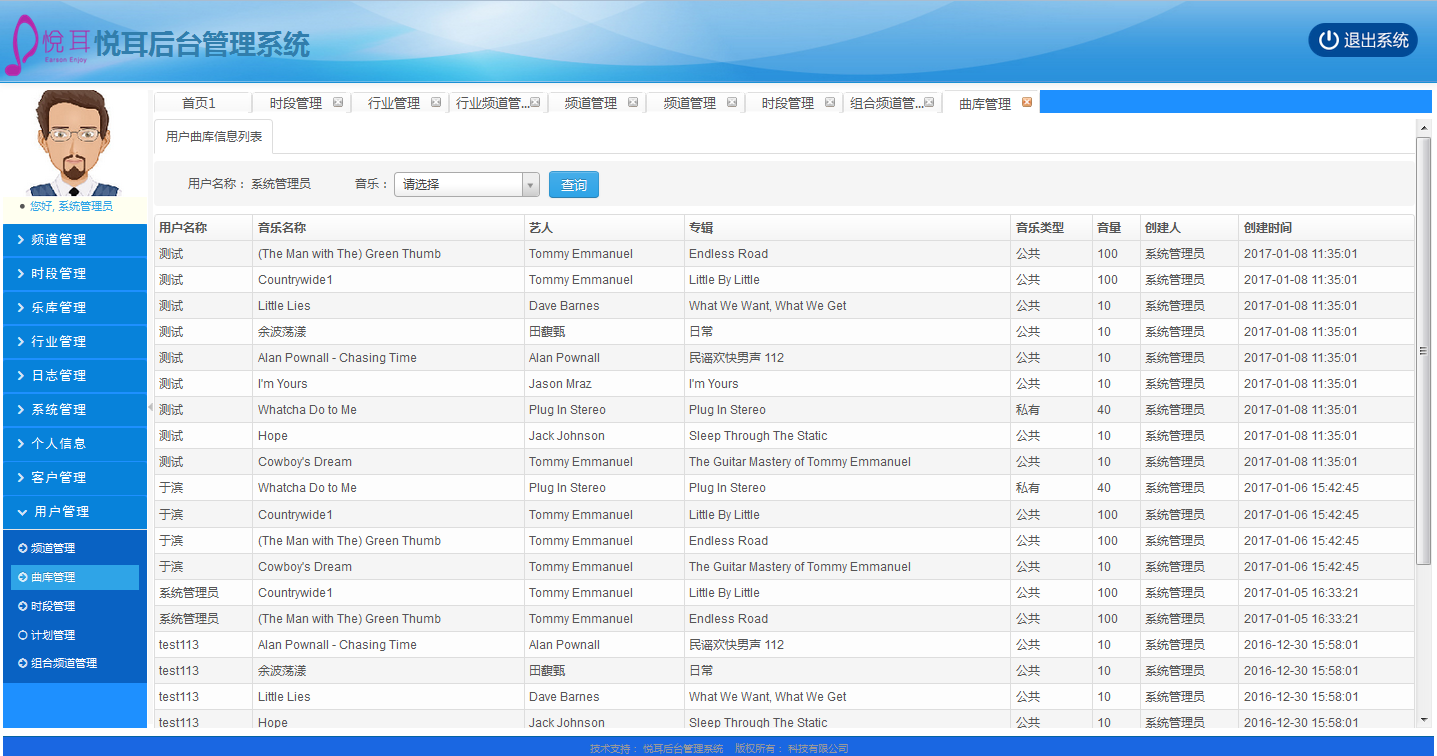 悦耳 Eareen Enjoy 悦耳后台管理系统 退出系统
首页1 时段管理 行业管理 行业频道管... 频道管理 频道管理 时段管理 组合频道管... 曲库管理
用户曲库信息列表
用户名称： 系统管理员 音乐： 请选择 查询
您好, 系统管理员
频道管理
时段管理
乐库管理
行业管理
日志管理
系统管理
个人信息
客户管理
用户管理
频道管理
曲库管理
时段管理
计划管理
组合频道管理
用户名称 音乐名称 艺人 专辑 音乐类型 音量 创建人 创建时间
测试 (The Man with The) Green Thumb Tommy Emmanuel Endless Road 公共 100 系统管理员 2017-01-08 11:35:01
测试 Countrywide1 Tommy Emmanuel Little By Little 公共 100 系统管理员 2017-01-08 11:35:01
测试 Little Lies Dave Barnes What We Want, What We Get 公共 10 系统管理员 2017-01-08 11:35:01
测试 余波荡漾 田馥甄 日常 公共 10 系统管理员 2017-01-08 11:35:01
测试 Alan Pownall - Chasing Time Alan Pownall 民谣欢快男声 112 公共 10 系统管理员 2017-01-08 11:35:01
测试 I'm Yours Jason Mraz I'm Yours 公共 10 系统管理员 2017-01-08 11:35:01
测试 Whatcha Do to Me Plug In Stereo Plug In Stereo 私有 40 系统管理员 2017-01-08 11:35:01
测试 Hope Jack Johnson Sleep Through The Static 公共 10 系统管理员 2017-01-08 11:35:01
测试 Cowboy's Dream Tommy Emmanuel The Guitar Mastery of Tommy Emmanuel 公共 10 系统管理员 2017-01-08 11:35:01
于滨 Whatcha Do to Me Plug In Stereo Plug In Stereo 私有 40 系统管理员 2017-01-06 15:42:45
于滨 Countrywide1 Tommy Emmanuel Little By Little 公共 100 系统管理员 2017-01-06 15:42:45
于滨 (The Man with The) Green Thumb Tommy Emmanuel Endless Road 公共 100 系统管理员 2017-01-06 15:42:45
于滨 Cowboy's Dream Tommy Emmanuel The Guitar Mastery of Tommy Emmanuel 公共 10 系统管理员 2017-01-06 15:42:45
系统管理员 Countrywide1 Tommy Emmanuel Little By Little 公共 100 系统管理员 2017-01-05 16:33:21
系统管理员 (The Man with The) Green Thumb Tommy Emmanuel Endless Road 公共 100 系统管理员 2017-01-05 16:33:21
test113 Alan Pownall - Chasing Time Alan Pownall 民谣欢快男声 112 公共 10 系统管理员 2016-12-30 15:58:01
test113 余波荡漾 田馥甄 日常 公共 10 系统管理员 2016-12-30 15:58:01
test113 Little Lies Dave Barnes What We Want, What We Get 公共 10 系统管理员 2016-12-30 15:58:01
test113 Hope Jack Johnson Sleep Through The Static 公共 10 系统管理员 2016-12-30 15:58:01
技术支持： 悦耳后台管理系统 版权所有： 科技有限公司